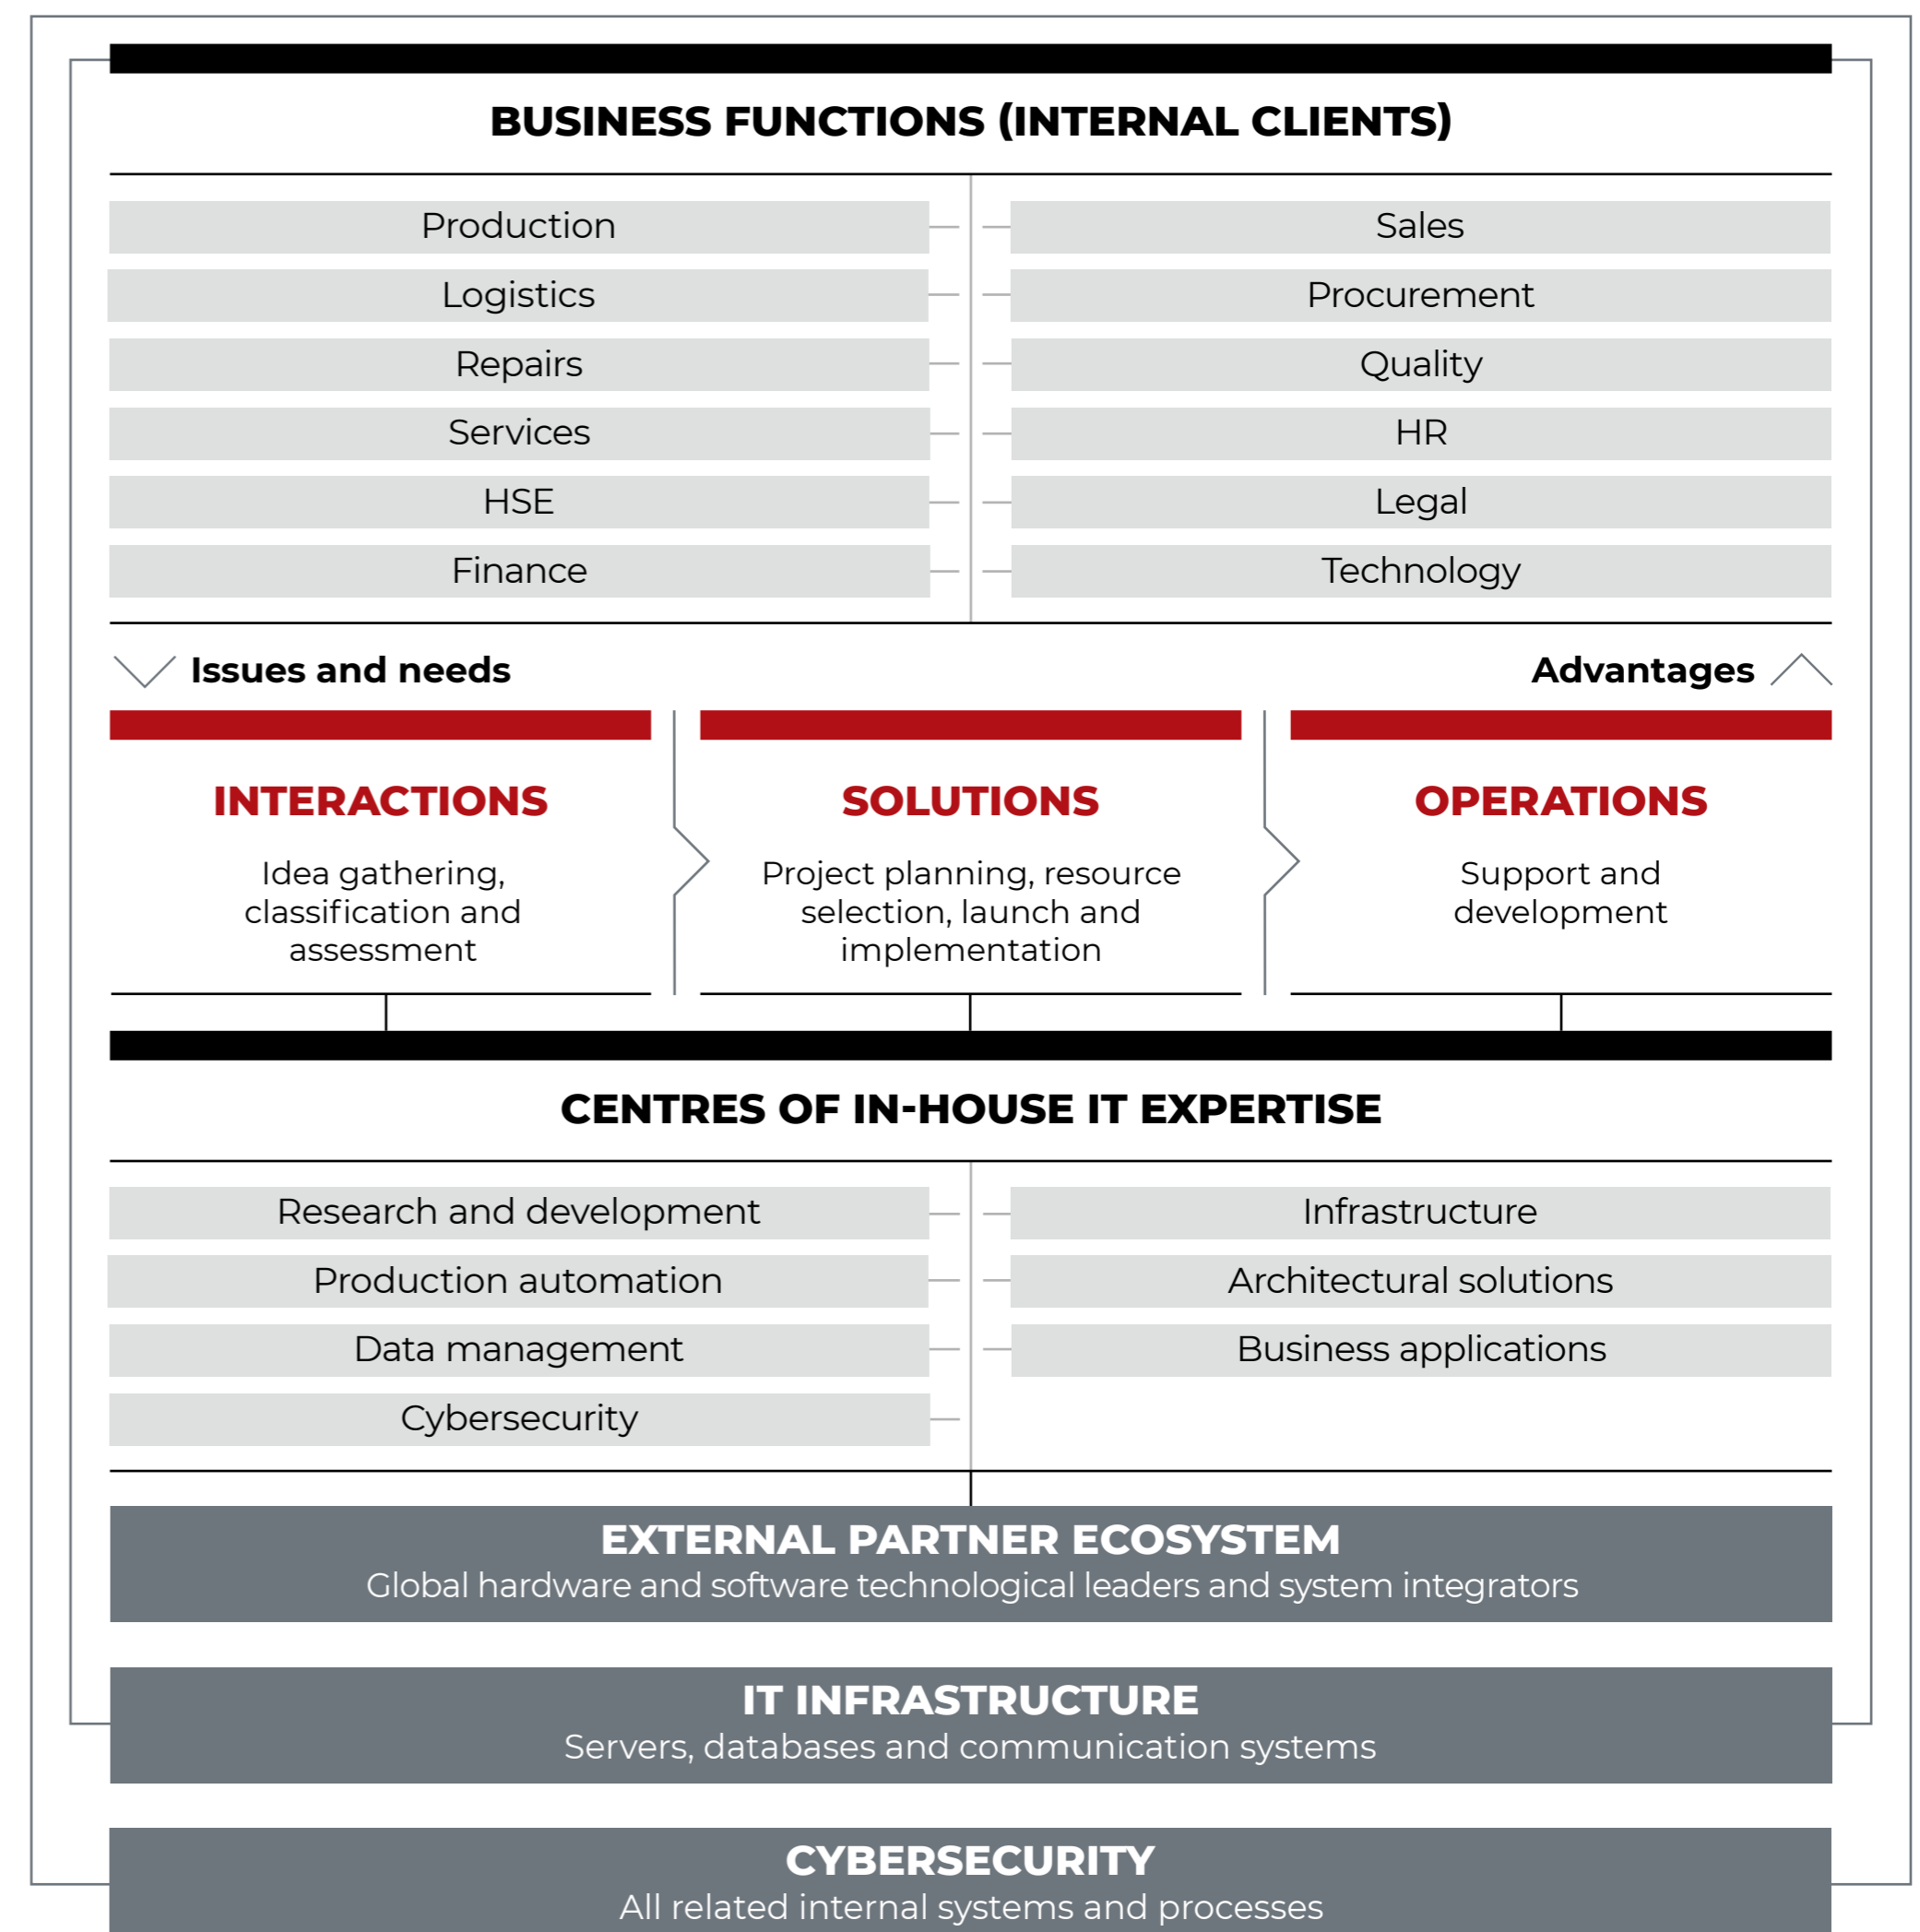 BUSINESS FUNCTIONS (INTERNAL CLIENTS)
Production
Sales
Logistics
Procurement
Repairs
Quality
Services
HR
HSE
Legal
Finance
Technology
Issues and needs
Advantages
INTERACTIONS
Idea gathering,
classification and
assessment
SOLUTIONS
Project planning, resource
selection, launch and
implementation
OPERATIONS
Support and
development
CENTRES OF IN-HOUSE IT EXPERTISE
Research and development
Infrastructure
Production automation
Architectural solutions
Data management
Business applications
Cybersecurity
EXTERNAL PARTNER ECOSYSTEM
Global hardware and software technological leaders and system integrators
IT INFRASTRUCTURE
Servers, databases and communication systems
CYBERSECURITY
All related internal systems and processes